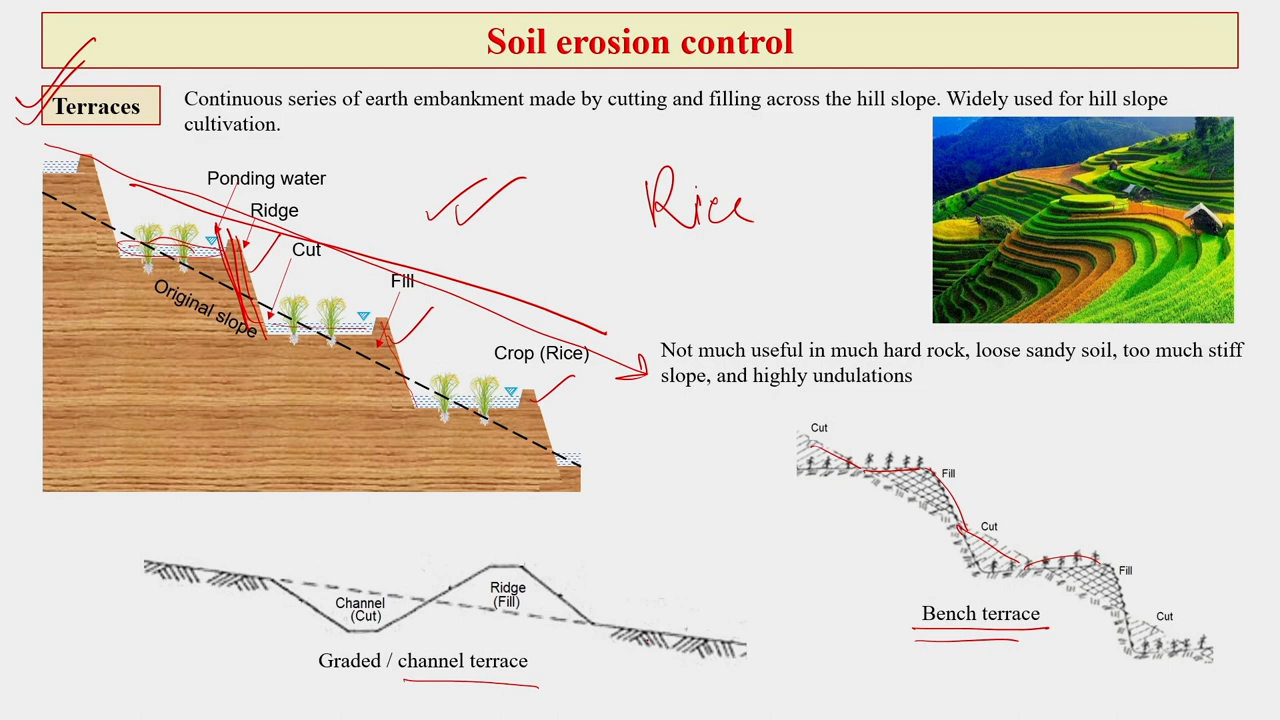 Soil erosion control
Terraces
Continuous series of earth embankment made by cutting and filling across the hill slope. Widely used for hill slope
cultivation.
Ponding water
Ridge
Cut
Fill
Original slope
Crop (Rice)
Rice
Not much useful in much hard rock, loose sandy soil, too much stiff
slope, and highly undulations
Cut
Fill
Cut
Fill
Cut
Bench terrace
Channel
(Cut)
Ridge
(Fill)
Graded / channel terrace